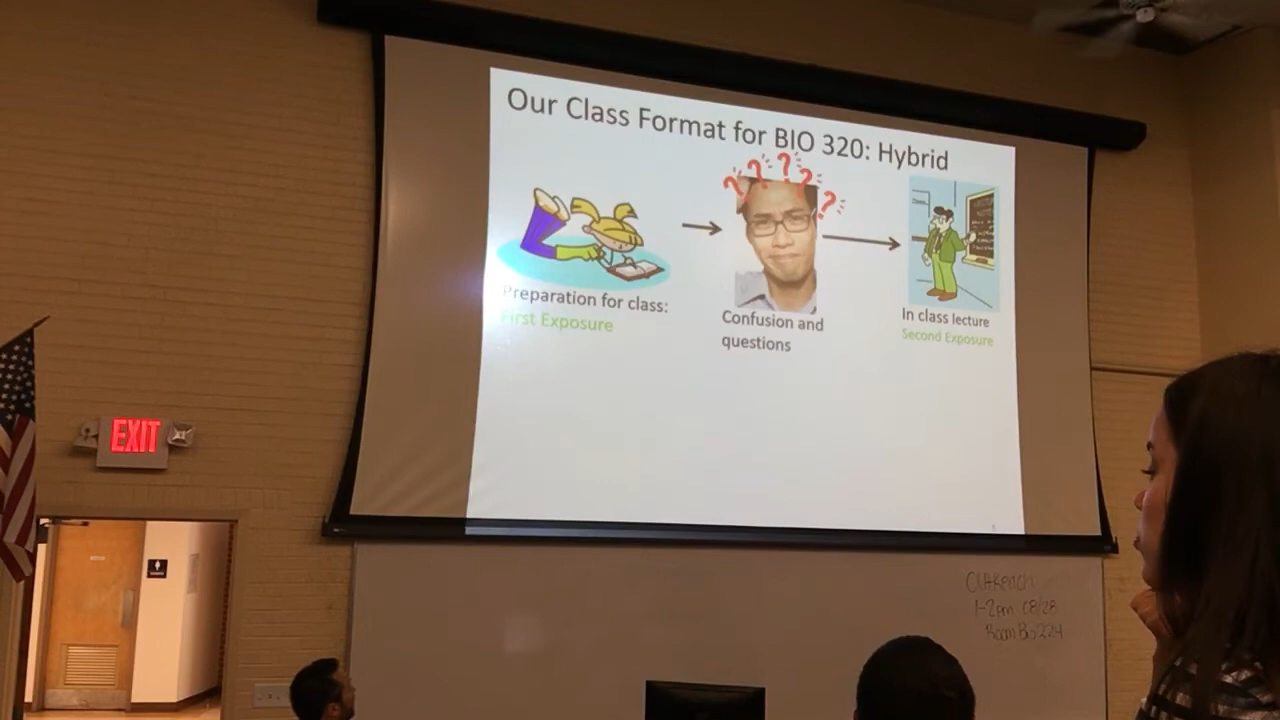 Our Class Format for BIO 320: Hybrid
? ? ? ? ?
Preparation for class:
First Exposure
Confusion and
questions
In class lecture
Second Exposure
EXIT
Outreach
1-2pm 08/28
Room Bio 224